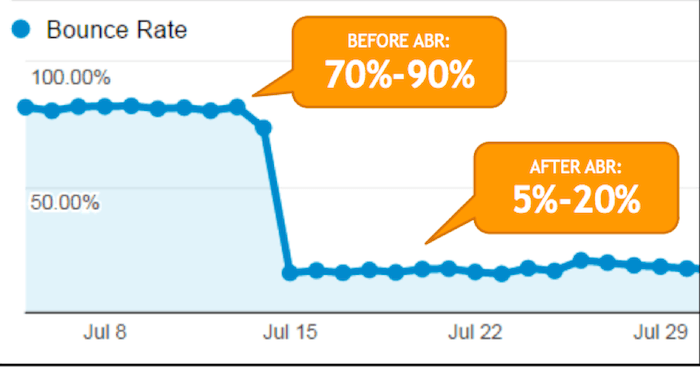 Bounce Rate
BEFORE ABR:
70%-90%
100.00%
AFTER ABR:
5%-20%
50.00%
Jul 8
Jul 15
Jul 22
Jul 29